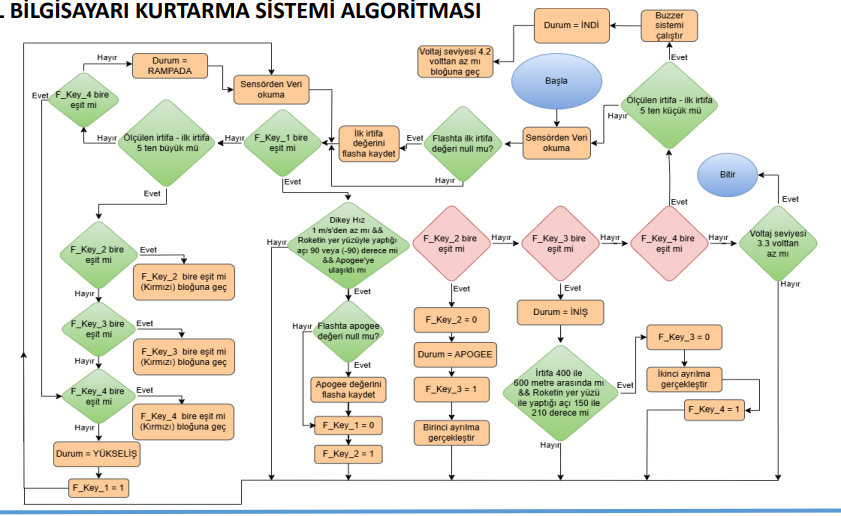 L BİLGİSAYARI KURTARMA SİSTEMİ ALGORİTMASI
Durum = İNDİ
Buzzer
sistemi
çalıştır
Voltaj seviyesi 4.2
volttan az mı
bloğuna geç
Evet
Başla
Ölçülen irtifa - ilk irtifa
5 ten küçük mü
Hayır
Hayır
Durum =
RAMPADA
Sensörden Veri
okuma
Evet
F_Key_4 bire
eşit mi
Hayır
Ölçülen irtifa - ilk irtifa
5 ten büyük mü
Hayır
F_Key_1 bire
eşit mi
İlk irtifa
değerini
flasha kaydet
Evet
Flashta ilk irtifa
değeri null mu?
Sensörden Veri
okuma
Hayır
Evet
Evet
Bitir
Evet
Evet
Dikey Hız
1 m/s'den az mı &&
Roketin yer yüzüyle yaptığı
açı 90 veya (-90) derece mi
&& Apogee'ye
ulaşıldı mı
Hayır
Hayır
F_Key_2 bire
eşit mi
Hayır
F_Key_3 bire
eşit mi
Hayır
F_Key_4 bire
eşit mi
Hayır
Voltaj seviyesi
3.3 volttan
az mı
Hayır
F_Key_2 bire
eşit mi
Evet
F_Key_2 bire eşit mi
(Kırmızı) bloğuna geç
Hayır
Evet
Evet
Evet
F_Key_3 bire
eşit mi
Evet
F_Key_3 bire eşit mi
(Kırmızı) bloğuna geç
Hayır
Hayır
Flashta apogee
değeri null mu?
Evet
F_Key_2 = 0
Durum = APOGEE
F_Key_3 = 1
Birinci ayrılma
gerçekleştir
Durum = İNİŞ
İrtifa 400 ile
600 metre arasında mı
&& Roketin yer yüzü
ile yaptığı açı 150 ile
210 derece mi
Evet
Hayır
F_Key_3 = 0
İkinci ayrılma
gerçekleştir
F_Key_4 = 1
F_Key_4 bire
eşit mi
Evet
F_Key_4 bire eşit mi
(Kırmızı) bloğuna geç
Hayır
Apogee değerini
flasha kaydet
F_Key_1 = 0
F_Key_2 = 1
Durum = YÜKSELİŞ
F_Key_1 = 1